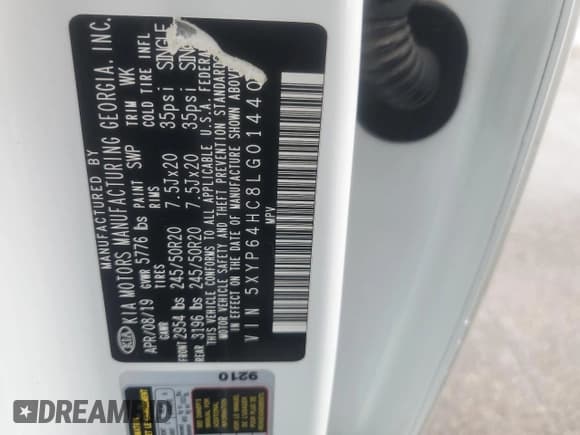 MANUFACTURED BY
KIA MOTORS MANUFACTURING GEORGIA, INC.
APR/08/19 GVWR 5776 lbs PAINT SWP TRIM WK
GAWR TIRES RIMS COLD TIRE INFL
FRONT 2954 lbs 245/50R20 7.5Jx20 35psi SINGLE
REAR 3196 lbs 245/50R20 7.5Jx20 35psi
THIS VEHICLE CONFORMS TO ALL APPLICABLE U.S.A. FEDERAL
MOTOR VEHICLE SAFETY AND THEFT PREVENTION STANDARDS
IN EFFECT ON THE DATE OF MANUFACTURE SHOWN ABOVE
VIN 5XYP64HC8LG01440
MPV
KIA
9210
DREAMFIELD